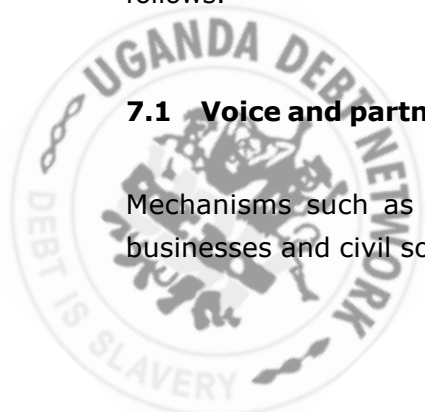 follows:
UGANDA DEBT NETWORK
7.1 Voice and partn
Mechanisms such as
businesses and civil so
DEBT IS SLAVERY